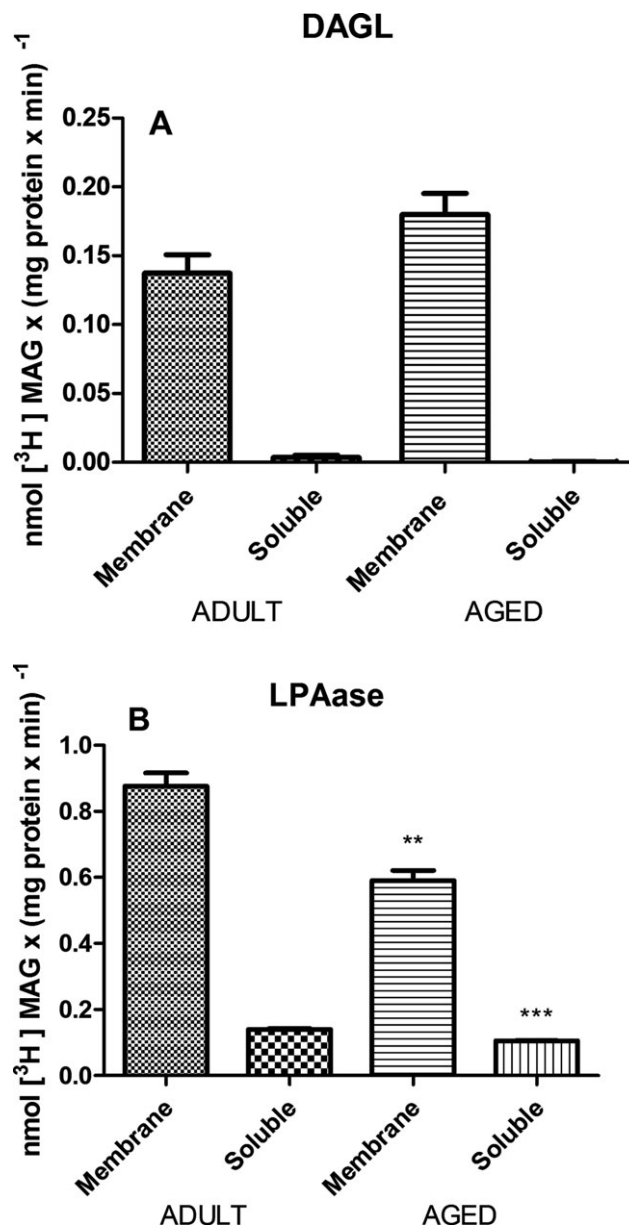 DAGL
A
nmol [³H ] MAG x (mg protein x min) ⁻¹
0.25
0.20
0.15
0.10
0.05
0.00
Membrane
Soluble
Membrane
Soluble
ADULT
AGED
LPAase
B
nmol [³H ] MAG x (mg protein x min) ⁻¹
1.0
0.8
0.6
0.4
0.2
0.0
**
***
Membrane
Soluble
Membrane
Soluble
ADULT
AGED